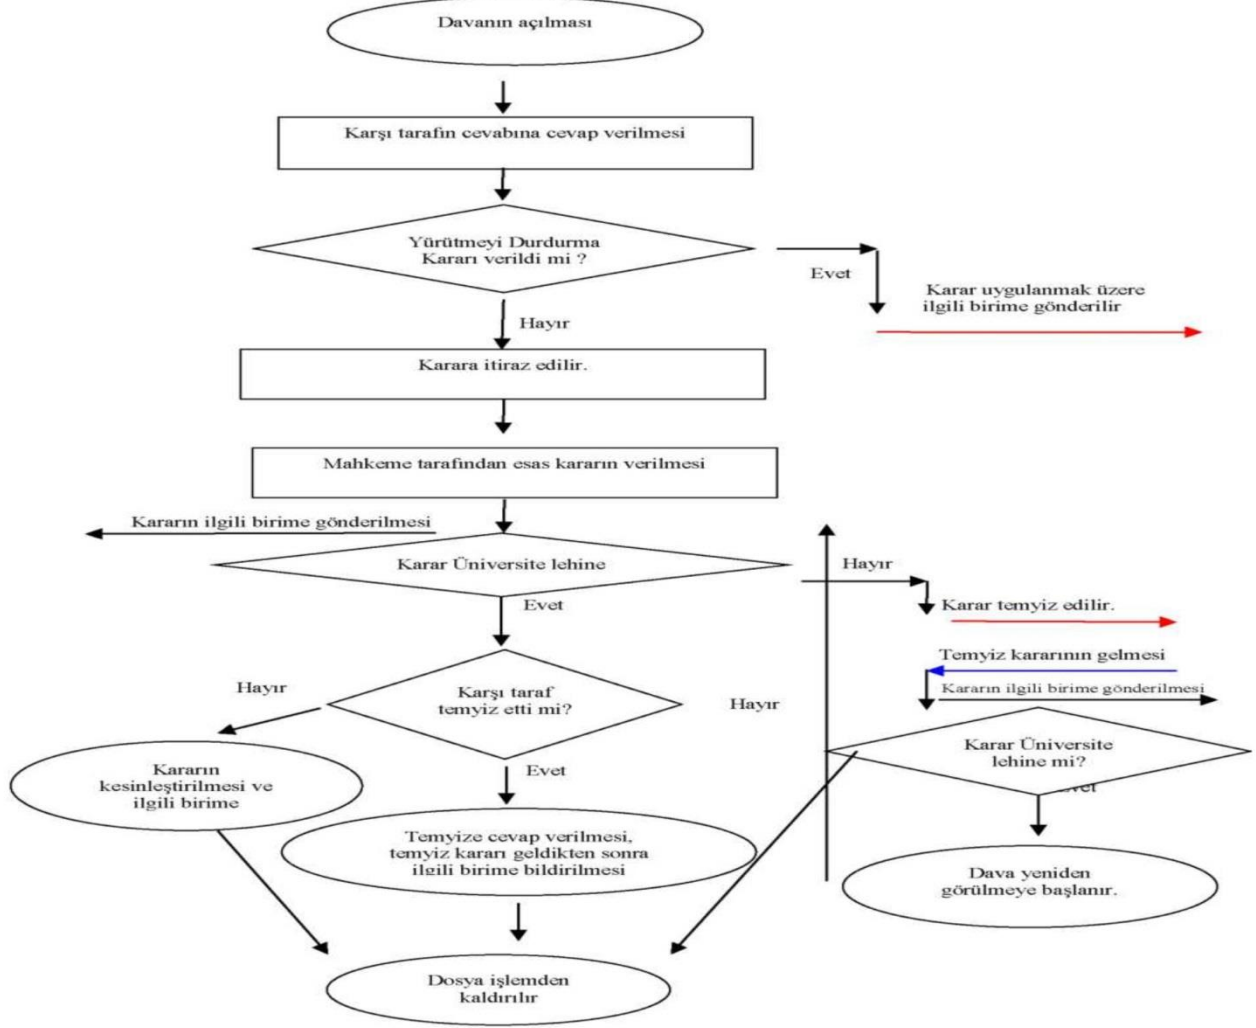 Davanın açılması
Karşı tarafın cevabına cevap verilmesi
Yürütmeyi Durdurma
Kararı verildi mi ?
Evet
Karar uygulanmak üzere
ilgili birime gönderilir
Hayır
Karara itiraz edilir.
Mahkeme tarafından esas kararın verilmesi
Kararın ilgili birime gönderilmesi
Karar Üniversite lehine
Hayır
Evet
Karar temyiz edilir.
Temyiz kararının gelmesi
Kararın ilgili birime gönderilmesi
Hayır
Karşı taraf
temyiz etti mi?
Hayır
Karar Üniversite
lehine mi?
Evet
Evet
Kararın
kesinleştirilmesi ve
ilgili birime
Temyize cevap verilmesi,
temyiz kararı geldikten sonra
ilgili birime bildirilmesi
Dava yeniden
görülmeye başlanır.
Dosya işlemden
kaldırılır